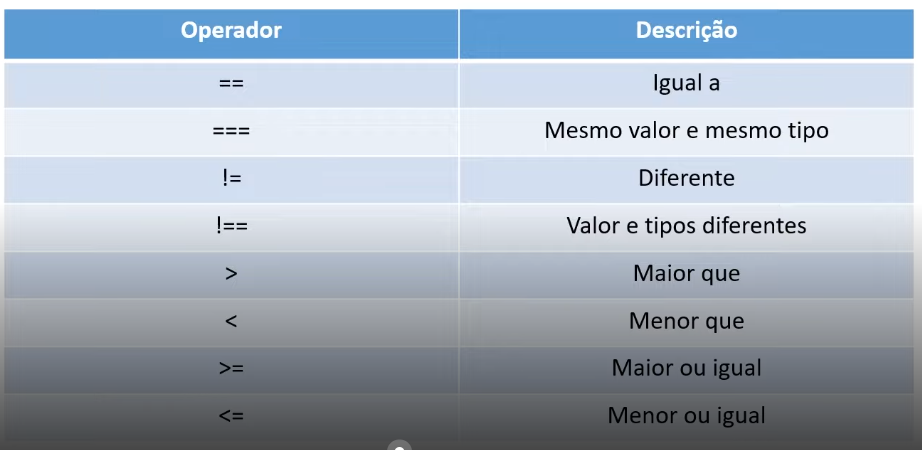 Operador Descrição
== Igual a
=== Mesmo valor e mesmo tipo
!= Diferente
!== Valor e tipos diferentes
> Maior que
< Menor que
>= Maior ou igual
<= Menor ou igual